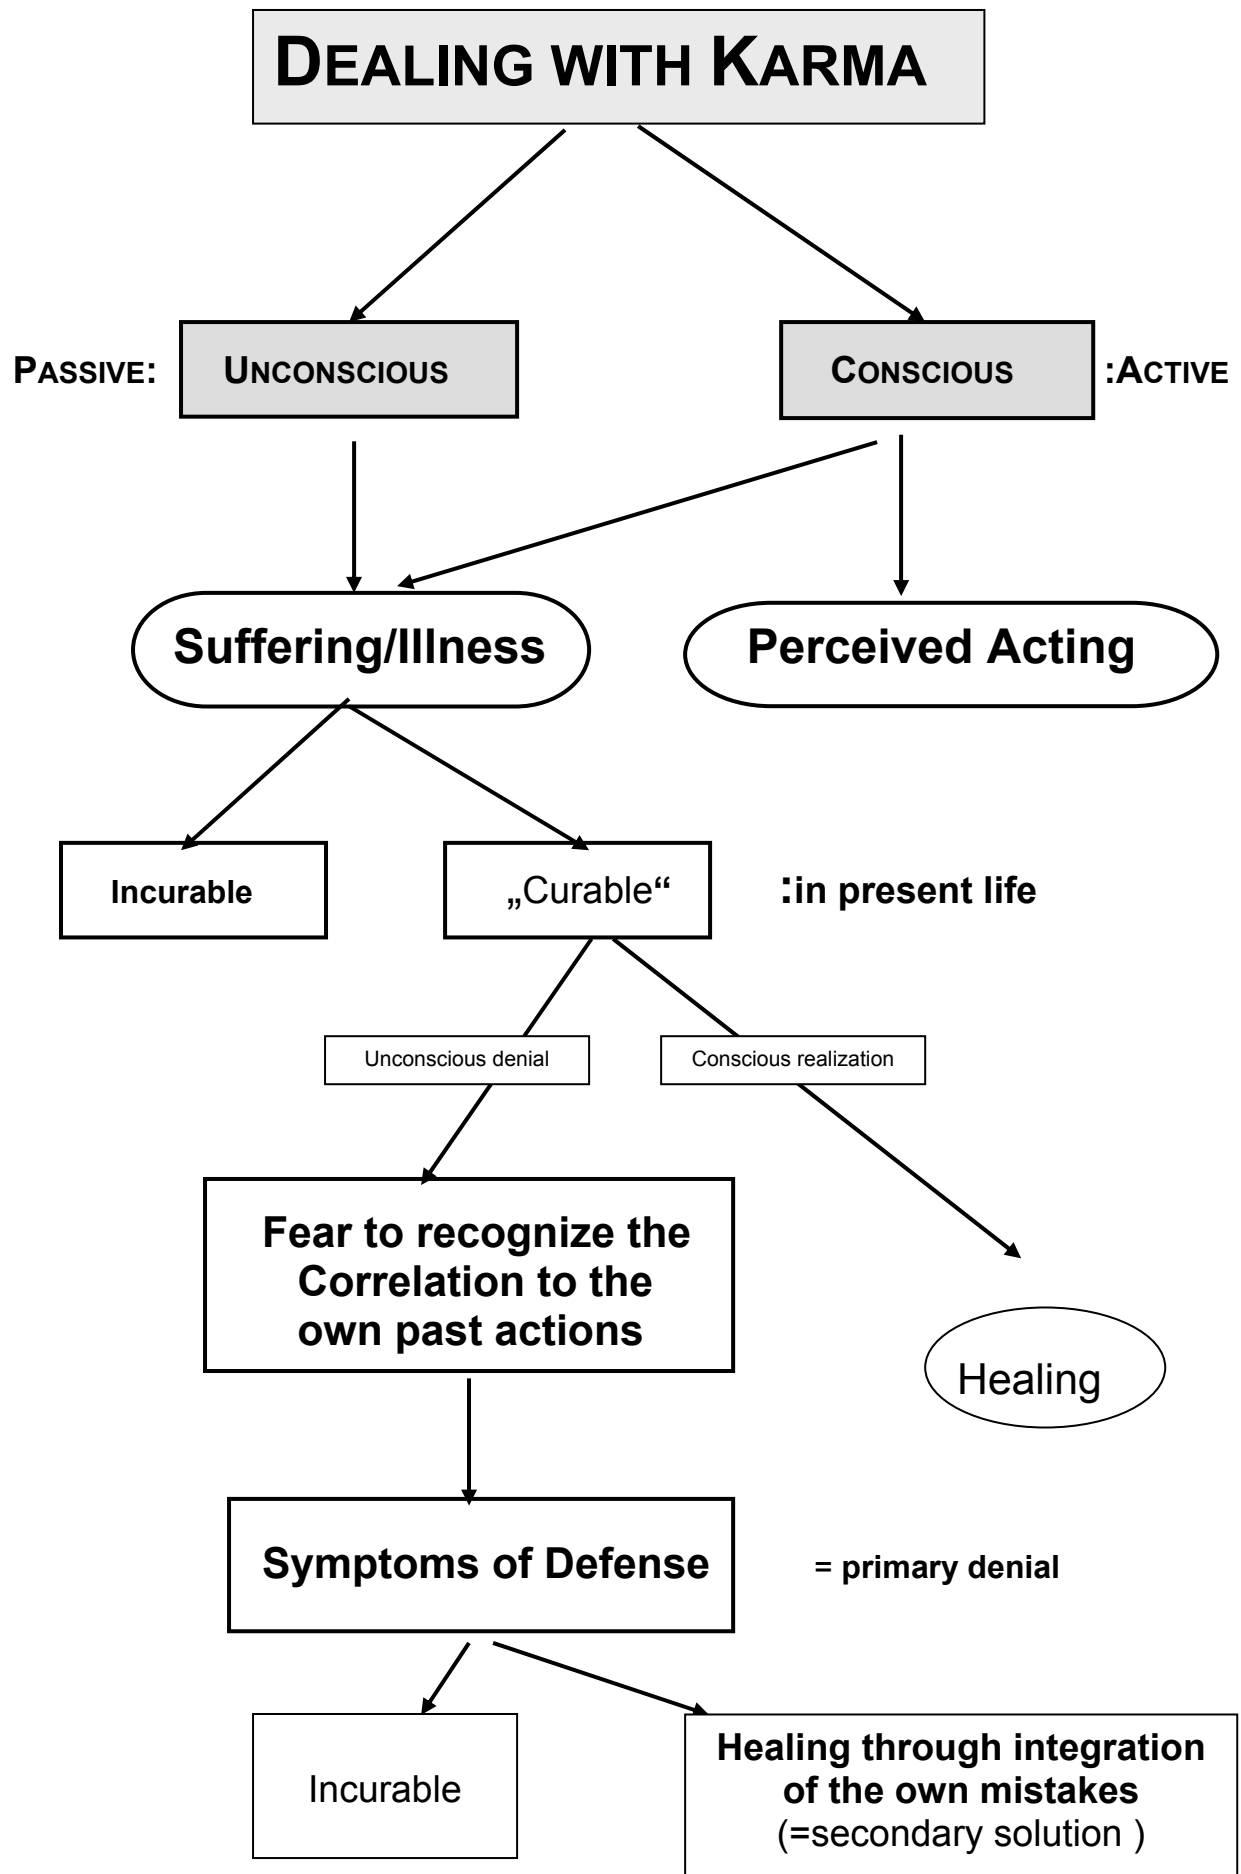 DEALING WITH KARMA
PASSIVE: UNCONSCIOUS CONSCIOUS :ACTIVE
Suffering/Illness Perceived Acting
Incurable „Curable“ :in present life
Unconscious denial Conscious realization
Fear to recognize the
Correlation to the
own past actions
Healing
Symptoms of Defense = primary denial
Incurable
Healing through integration
of the own mistakes
(=secondary solution )